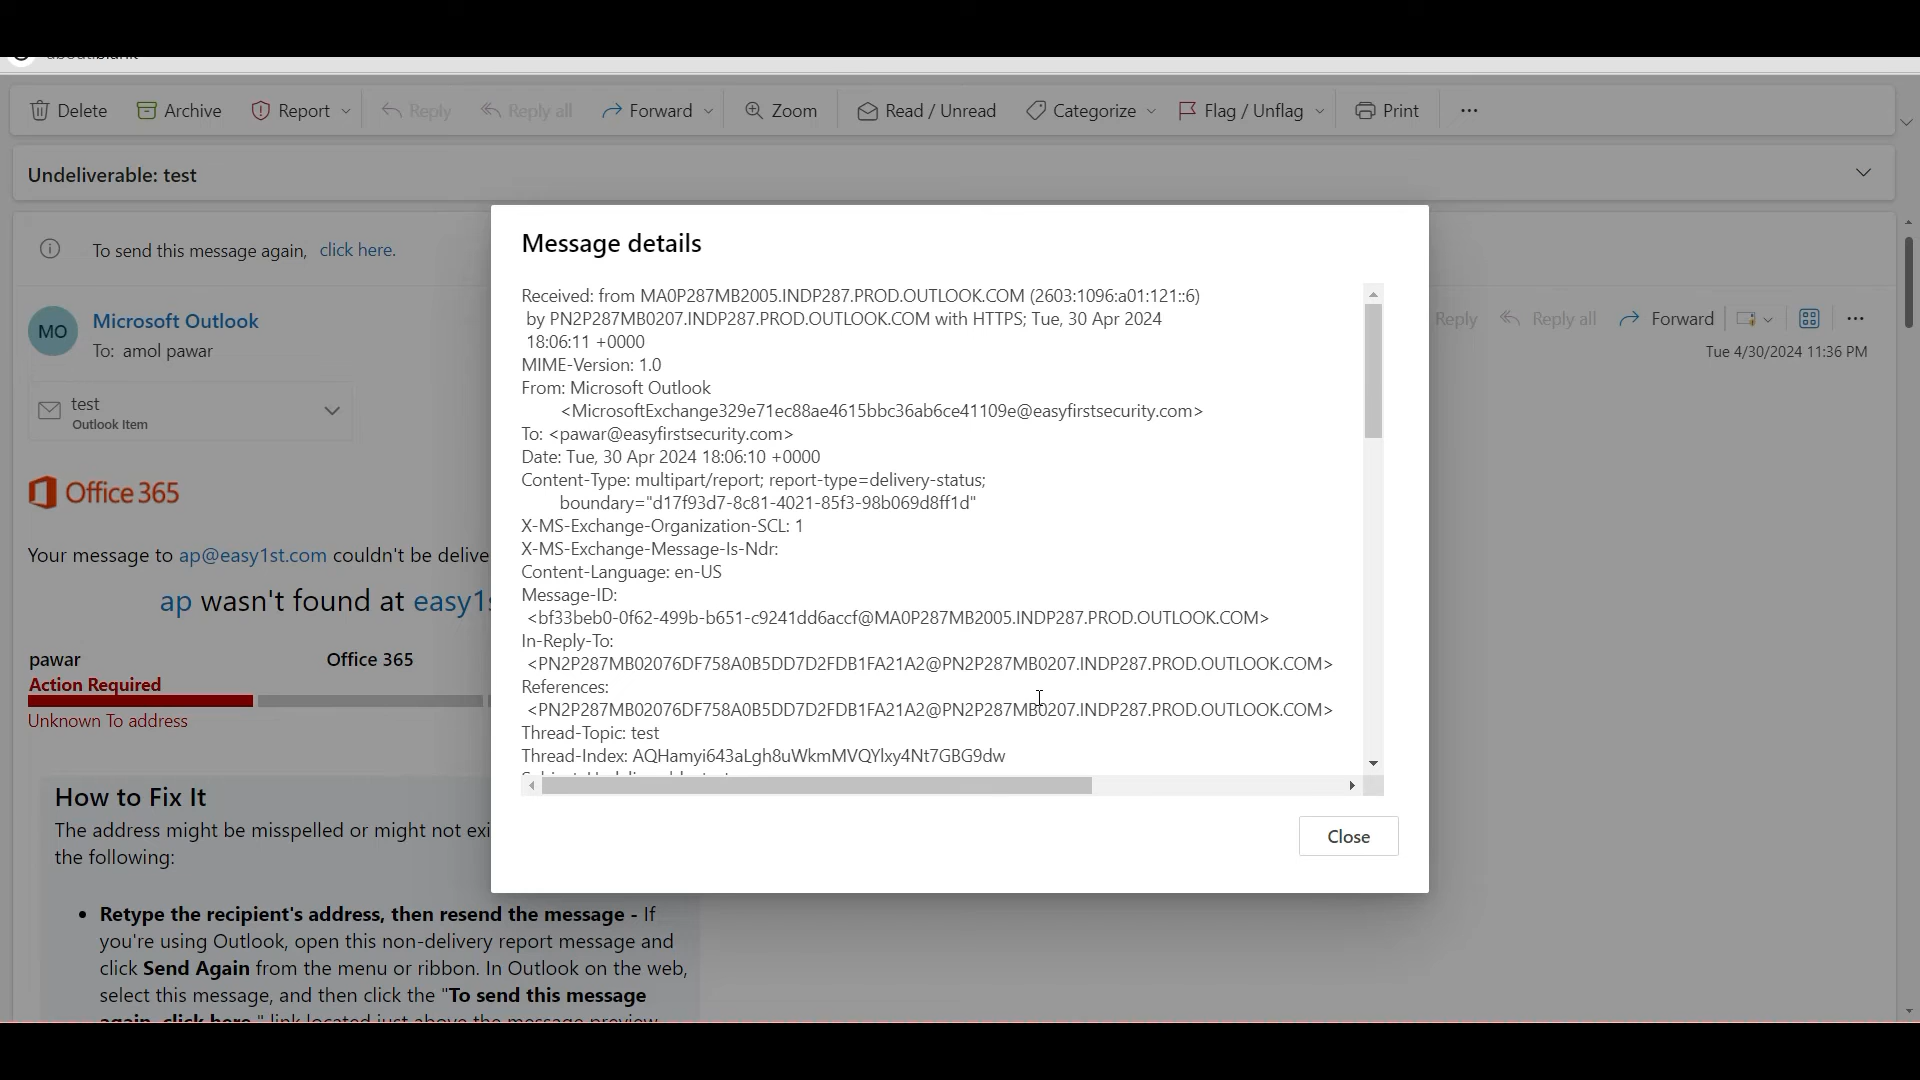 Delete
Archive
Report
Reply
Reply all
Forward
Zoom
Read / Unread
Categorize
Flag / Unflag
Print
Undeliverable: test
To send this message again, click here.
MO
Microsoft Outlook
To: amol pawar
Reply
Reply all
Forward
Tue 4/30/2024 11:36 PM
test
Outlook Item
Office 365
Your message to ap@easy1st.com couldn't be delive
ap wasn't found at easy1s
pawar
Office 365
Action Required
Unknown To address
How to Fix It
The address might be misspelled or might not exi
the following:
• Retype the recipient's address, then resend the message - If
you're using Outlook, open this non-delivery report message and
click Send Again from the menu or ribbon. In Outlook on the web,
select this message, and then click the "To send this message
again, click here." link located just above the message preview
Message details
Received: from MA0P287MB2005.INDP287.PROD.OUTLOOK.COM (2603:1096:a01:121::6)
by PN2P287MB0207.INDP287.PROD.OUTLOOK.COM with HTTPS; Tue, 30 Apr 2024
18:06:11 +0000
MIME-Version: 1.0
From: Microsoft Outlook
<MicrosoftExchange329e71ec88ae4615bbc36ab6ce41109e@easyfirstsecurity.com>
To: <pawar@easyfirstsecurity.com>
Date: Tue, 30 Apr 2024 18:06:10 +0000
Content-Type: multipart/report; report-type=delivery-status;
boundary="d17f93d7-8c81-4021-85f3-98b069d8ff1d"
X-MS-Exchange-Organization-SCL: 1
X-MS-Exchange-Message-Is-Ndr:
Content-Language: en-US
Message-ID:
<bf33beb0-0f62-499b-b651-c9241dd6accf@MA0P287MB2005.INDP287.PROD.OUTLOOK.COM>
In-Reply-To:
<PN2P287MB02076DF758A0B5DD7D2FDB1FA21A2@PN2P287MB0207.INDP287.PROD.OUTLOOK.COM>
References:
<PN2P287MB02076DF758A0B5DD7D2FDB1FA21A2@PN2P287MB0207.INDP287.PROD.OUTLOOK.COM>
Thread-Topic: test
Thread-Index: AQHamyi643aLgh8uWkmMVQYlxy4Nt7GBG9dw
Close